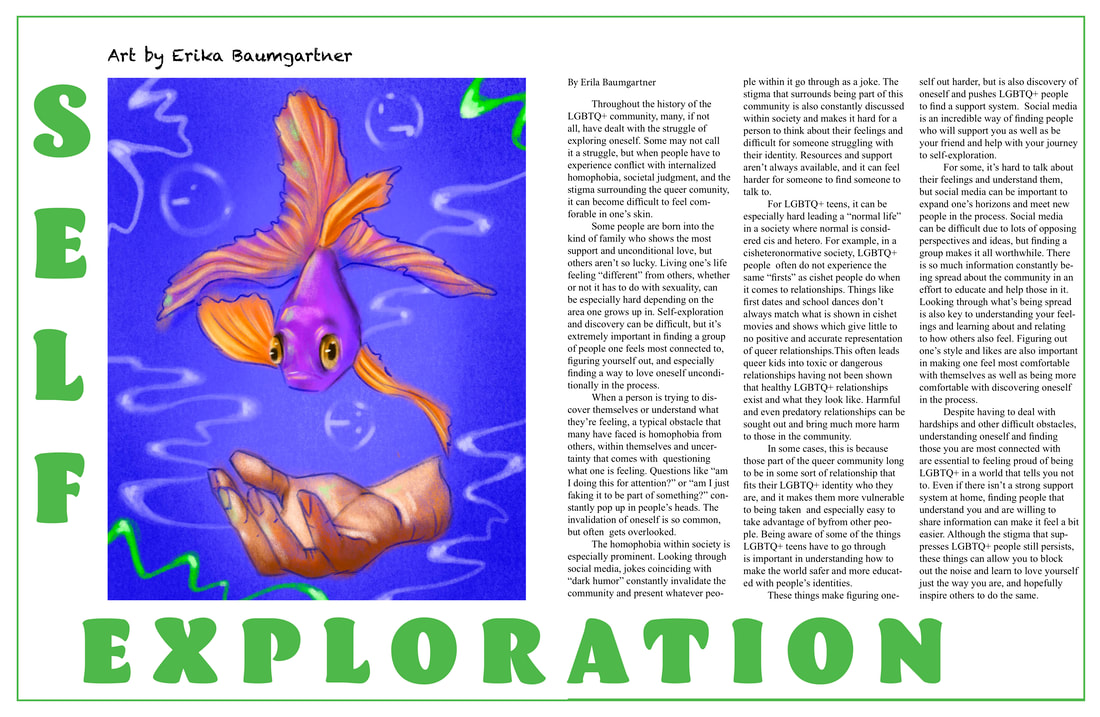 Art by Erika Baumgartner
SELF
EXPLORATION
By Erila Baumgartner
Throughout the history of the
LGBTQ+ community, many, if not
all, have dealt with the struggle of
exploring oneself. Some may not call
it a struggle, but when people have to
experience conflict with internalized
homophobia, societal judgment, and the
stigma surrounding the queer comunity,
it can become difficult to feel com-
forable in one's skin.
Some people are born into the
kind of family who shows the most
support and unconditional love, but
others aren't so lucky. Living one's life
feeling “different” from others, whether
or not it has to do with sexuality, can
be especially hard depending on the
area one grows up in. Self-exploration
and discovery can be difficult, but it's
extremely important in finding a group
of people one feels most connected to,
figuring yourself out, and especially
finding a way to love oneself uncondi-
tionally in the process.
When a person is trying to dis-
cover themselves or understand what
they're feeling, a typical obstacle that
many have faced is homophobia from
others, within themselves and uncer-
tainty that comes with  questioning
what one is feeling. Questions like “am
I doing this for attention?” or “am I just
faking it to be part of something?” con-
stantly pop up in people's heads. The
invalidation of oneself is so common,
but often  gets overlooked.
The homophobia within society is
especially prominent. Looking through
social media, jokes coinciding with
“dark humor” constantly invalidate the
community and present whatever peo-
ple within it go through as a joke. The
stigma that surrounds being part of this
community is also constantly discussed
within society and makes it hard for a
person to think about their feelings and
difficult for someone struggling with
their identity. Resources and support
aren't always available, and it can feel
harder for someone to find someone to
talk to.
For LGBTQ+ teens, it can be
especially hard leading a “normal life”
in a society where normal is consid-
ered cis and hetero. For example, in a
cisheteronormative society, LGBTQ+
people  often do not experience the
same “firsts” as cishet people do when
it comes to relationships. Things like
first dates and school dances don't
always match what is shown in cishet
movies and shows which give little to
no positive and accurate representation
of queer relationships.This often leads
queer kids into toxic or dangerous
relationships having not been shown
that healthy LGBTQ+ relationships
exist and what they look like. Harmful
and even predatory relationships can be
sought out and bring much more harm
to those in the community.
In some cases, this is because
those part of the queer community long
to be in some sort of relationship that
fits their LGBTQ+ identity who they
are, and it makes them more vulnerable
to being taken  and especially easy to
take advantage of byfrom other peo-
ple. Being aware of some of the things
LGBTQ+ teens have to go through
is important in understanding how to
make the world safer and more educat-
ed with people's identities.
These things make figuring one-
self out harder, but is also discovery of
oneself and pushes LGBTQ+ people
to find a support system.  Social media
is an incredible way of finding people
who will support you as well as be
your friend and help with your journey
to self-exploration.
For some, it's hard to talk about
their feelings and understand them,
but social media can be important to
expand one's horizons and meet new
people in the process. Social media
can be difficult due to lots of opposing
perspectives and ideas, but finding a
group makes it all worthwhile. There
is so much information constantly be-
ing spread about the community in an
effort to educate and help those in it.
Looking through what's being spread
is also key to understanding your feel-
ings and learning about and relating
to how others also feel. Figuring out
one's style and likes are also important
in making one feel most comfortable
with themselves as well as being more
comfortable with discovering oneself
in the process.
Despite having to deal with
hardships and other difficult obstacles,
understanding oneself and finding
those you are most connected with
are essential to feeling proud of being
LGBTQ+ in a world that tells you not
to. Even if there isn't a strong support
system at home, finding people that
understand you and are willing to
share information can make it feel a bit
easier. Although the stigma that sup-
presses LGBTQ+ people still persists,
these things can allow you to block
out the noise and learn to love yourself
just the way you are, and hopefully
inspire others to do the same.